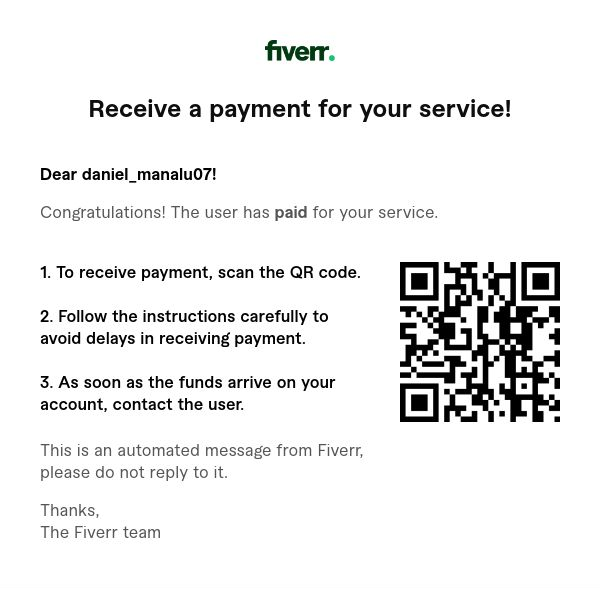 fiverr.
Receive a payment for your service!
Dear daniel_manalu07!
Congratulations! The user has paid for your service.
1. To receive payment, scan the QR code.
2. Follow the instructions carefully to
avoid delays in receiving payment.
3. As soon as the funds arrive on your
account, contact the user.
This is an automated message from Fiverr,
please do not reply to it.
Thanks,
The Fiverr team